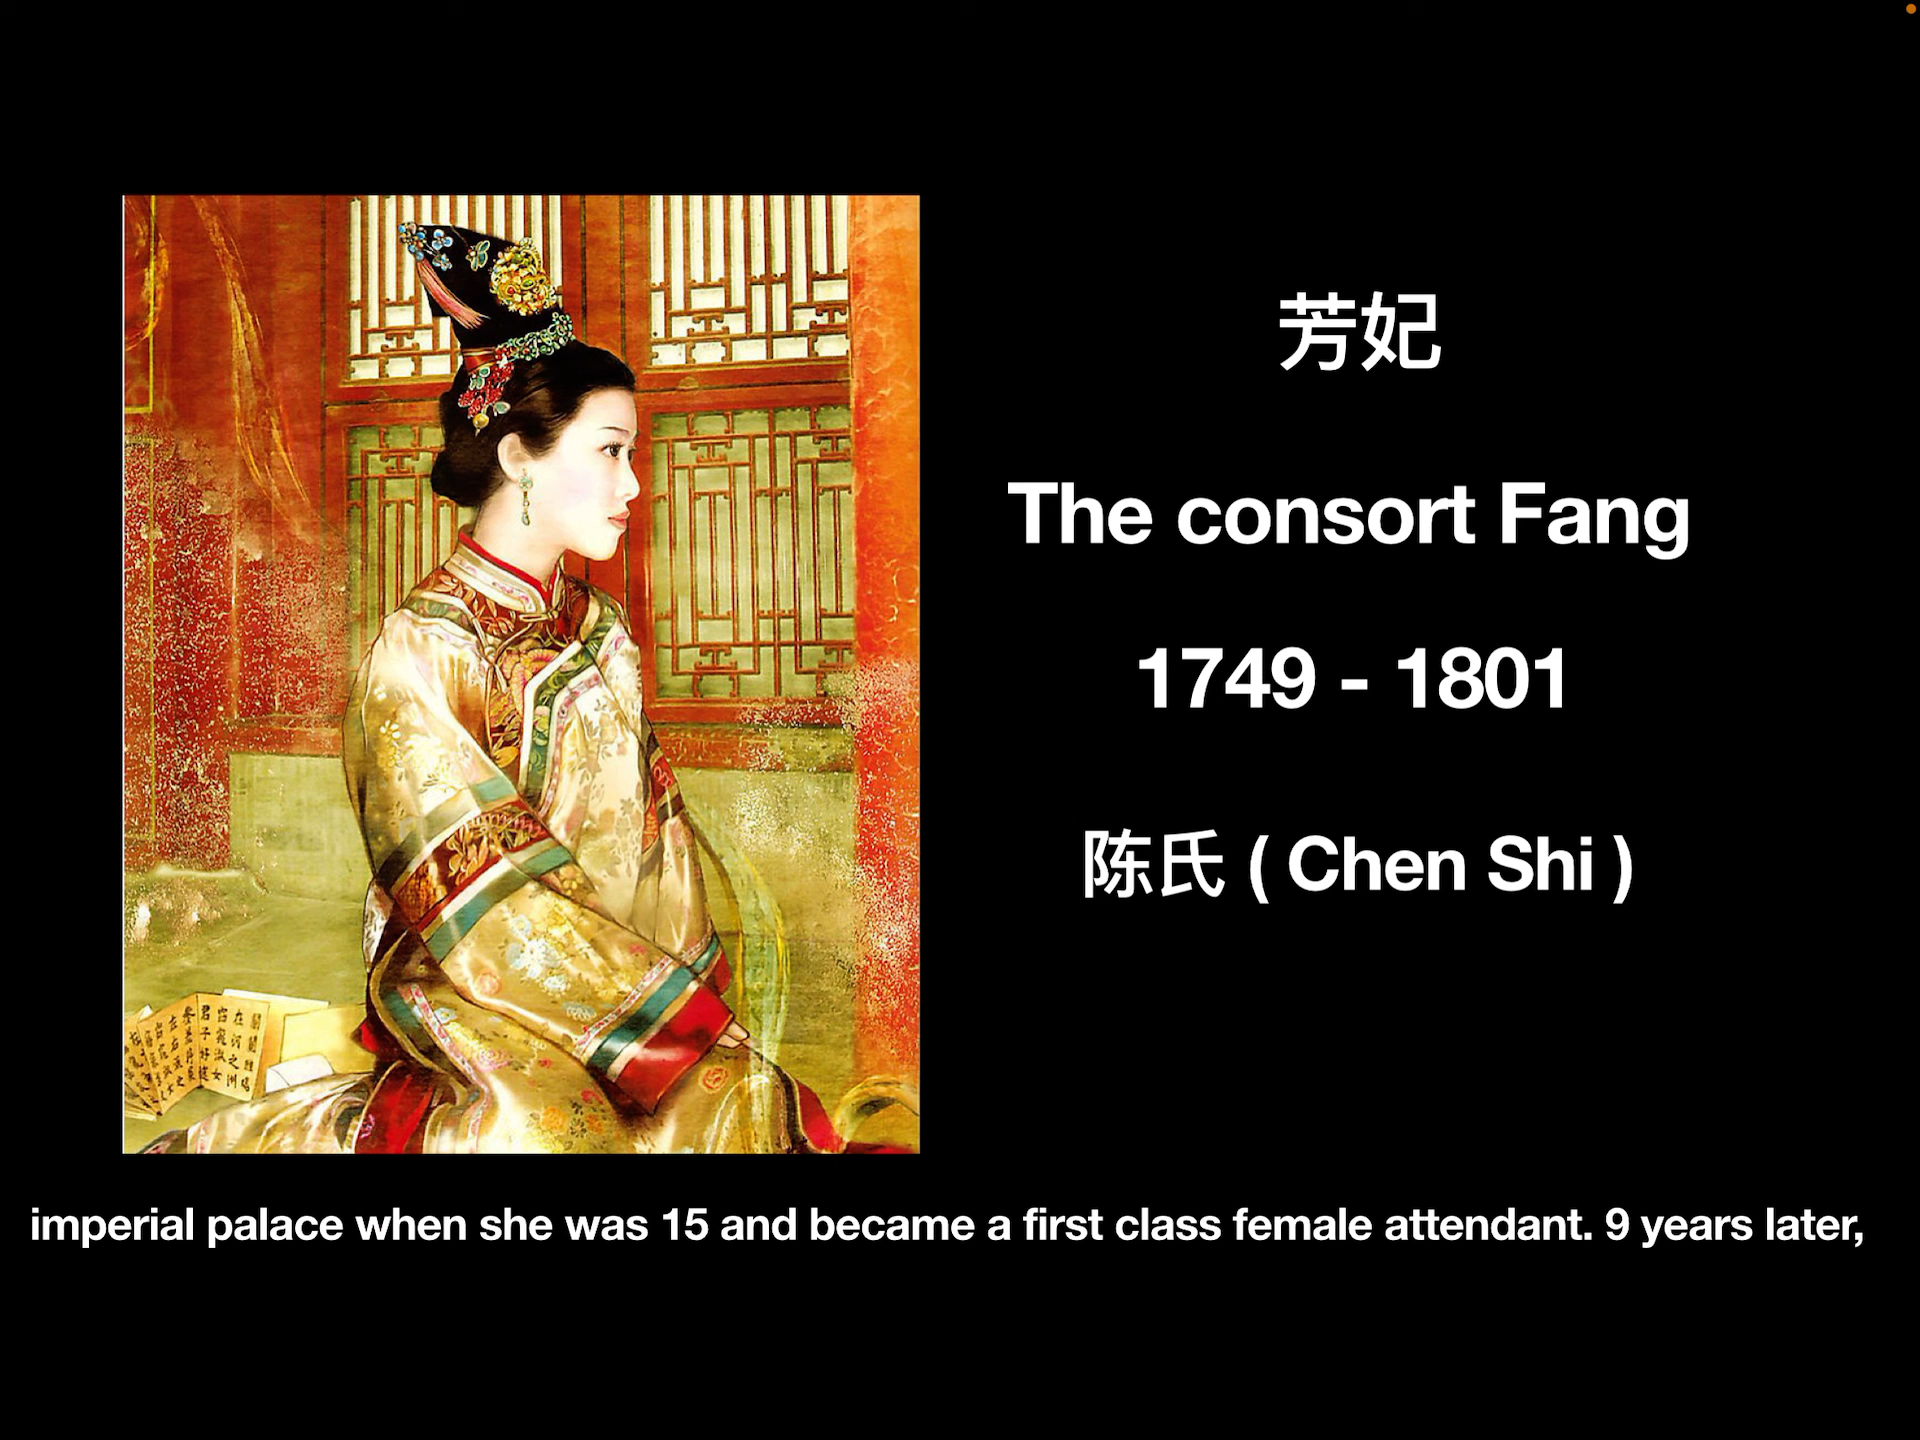 芳妃
The consort Fang
1749 - 1801
陈氏 ( Chen Shi )
imperial palace when she was 15 and became a first class female attendant. 9 years later,